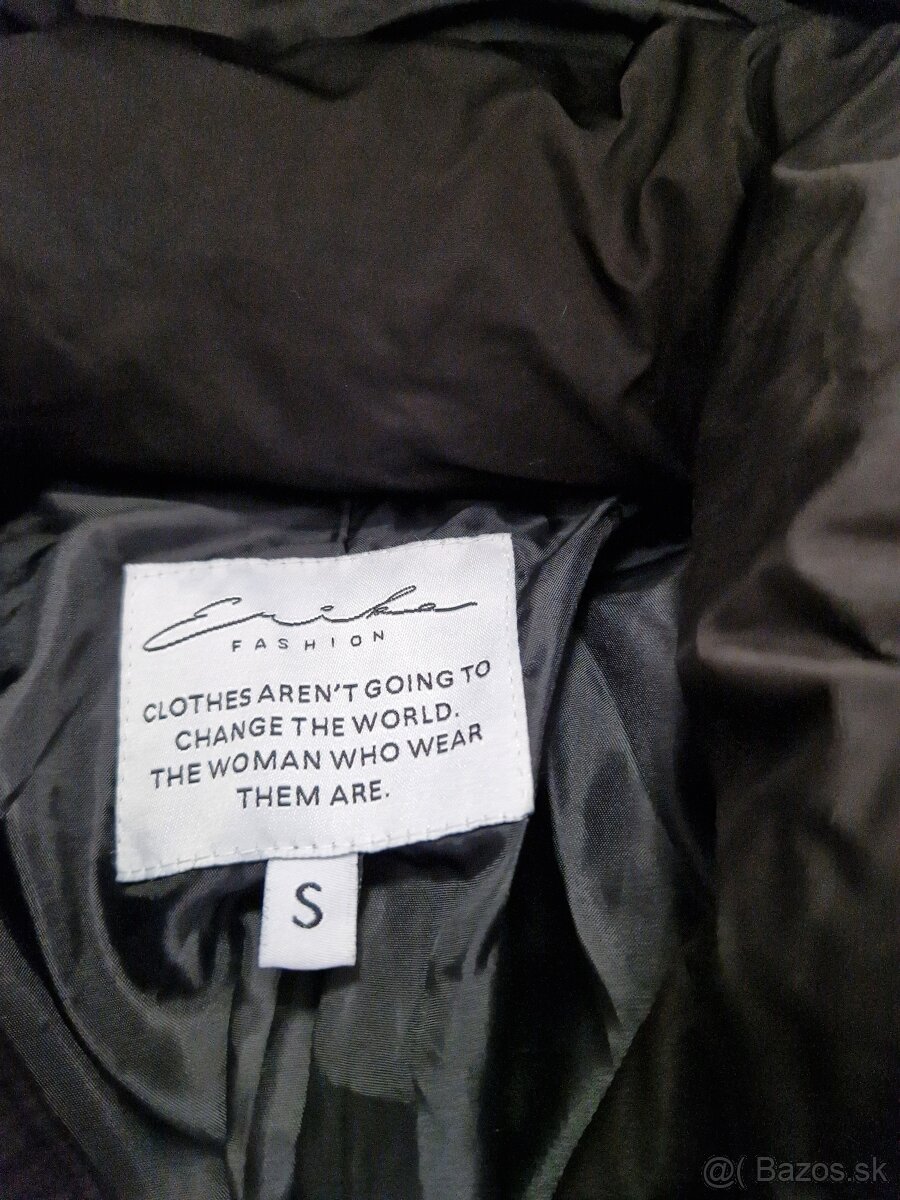 Erika
FASHION
CLOTHES AREN'T GOING TO
CHANGE THE WORLD.
THE WOMAN WHO WEAR
THEM ARE.
S
@( Bazos.sk